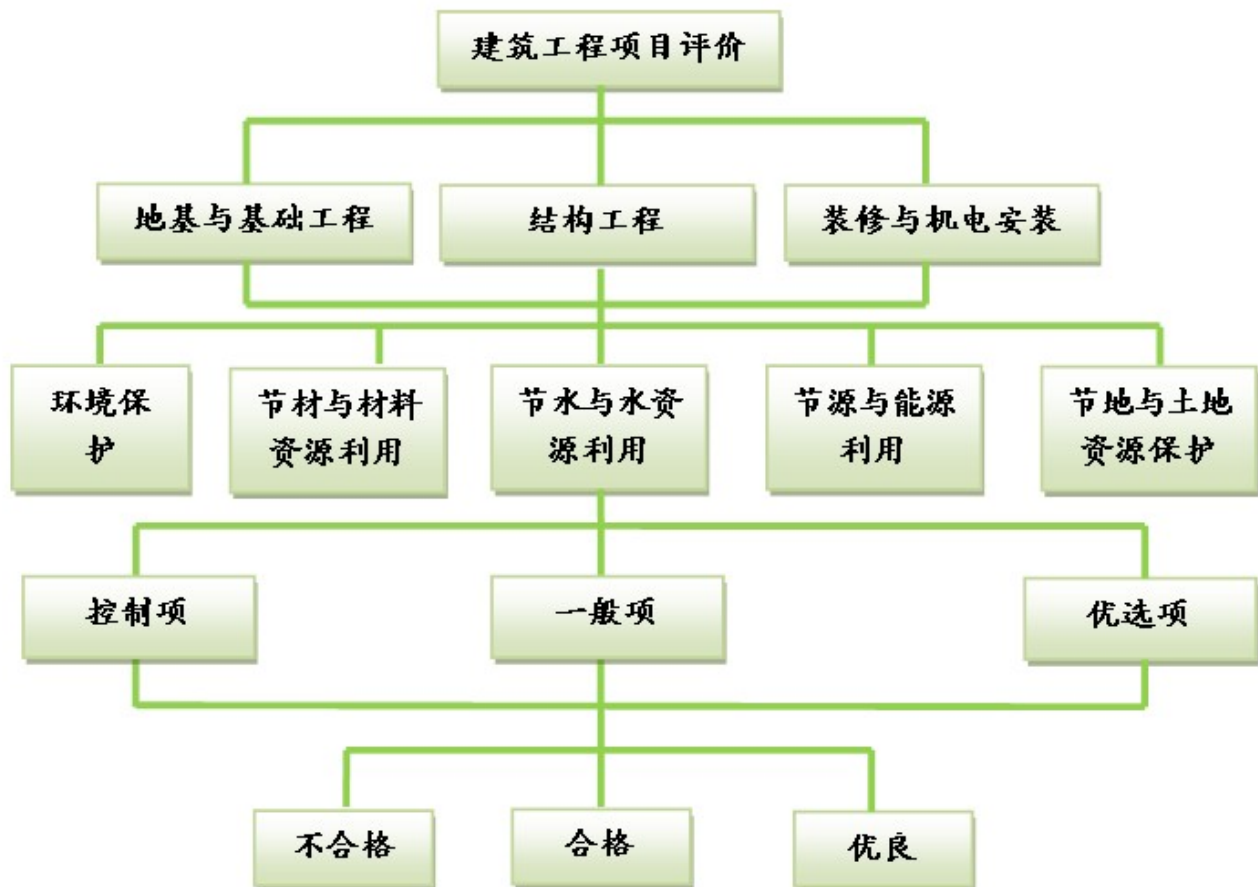 建筑工程项目评价
地基与基础工程
结构工程
装修与机电安装
环境保
护
节材与材料
资源利用
节水与水资
源利用
节源与能源
利用
节地与土地
资源保护
控制项
一般项
优选项
不合格
合格
优良